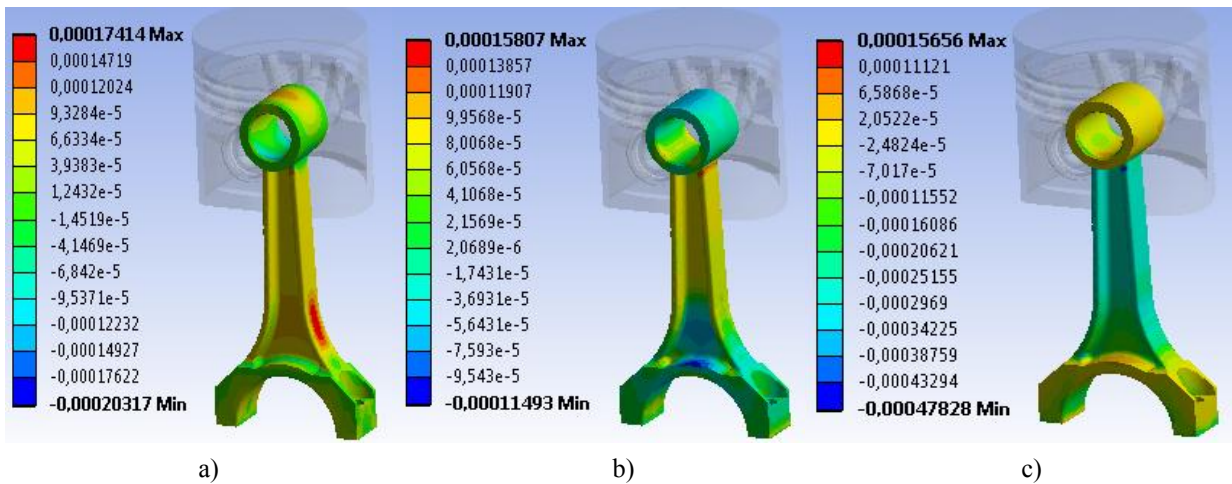 0,00017414 Max
0,00014719
0,00012024
9,3284e-5
6,6334e-5
3,9383e-5
1,2432e-5
-1,4519e-5
-4,1469e-5
-6,842e-5
-9,5371e-5
-0,00012232
-0,00014927
-0,00017622
-0,00020317 Min
0,00015807 Max
0,00013857
0,00011907
9,9568e-5
8,0068e-5
6,0568e-5
4,1068e-5
2,1569e-5
2,0689e-6
-1,7431e-5
-3,6931e-5
-5,6431e-5
-7,593e-5
-9,543e-5
-0,00011493 Min
0,00015656 Max
0,00011121
6,5868e-5
2,0522e-5
-2,4824e-5
-7,017e-5
-0,00011552
-0,00016086
-0,00020621
-0,00025155
-0,0002969
-0,00034225
-0,00038759
-0,00043294
-0,00047828 Min
a)
b)
c)